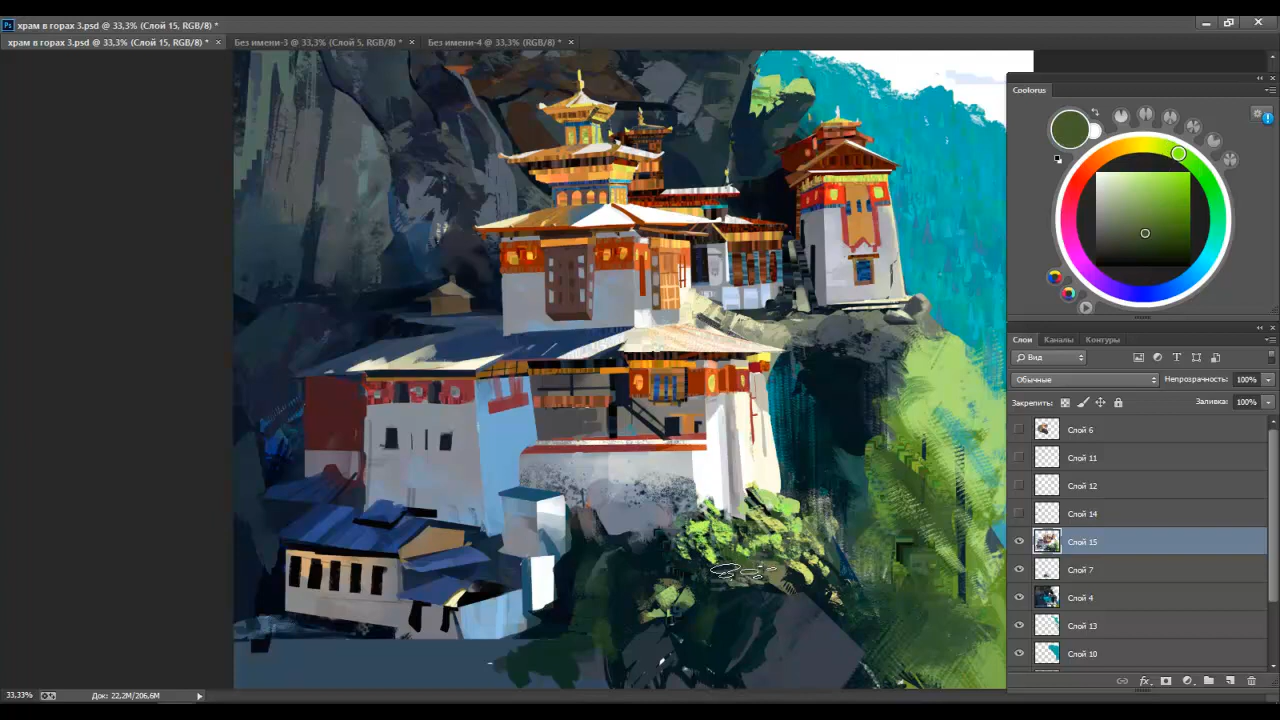 Ps храм в горах 3.psd @ 33,3% (Слой 15, RGB/8) *
храм в горах 3.psd @ 33,3% (Слой 15, RGB/8) * × Без имени-3 @ 33,3% (Слой 5, RGB/8) * × Без имени-4 @ 33,3% (RGB/8) * ×
Coolorus
Слои Каналы Контуры
Вид
Обычные Непрозрачность: 100%
Закрепить: Заливка: 100%
Слой 6
Слой 11
Слой 12
Слой 14
Слой 15
Слой 7
Слой 4
Слой 13
Слой 10
33,33% Док: 22,2M/206,6M